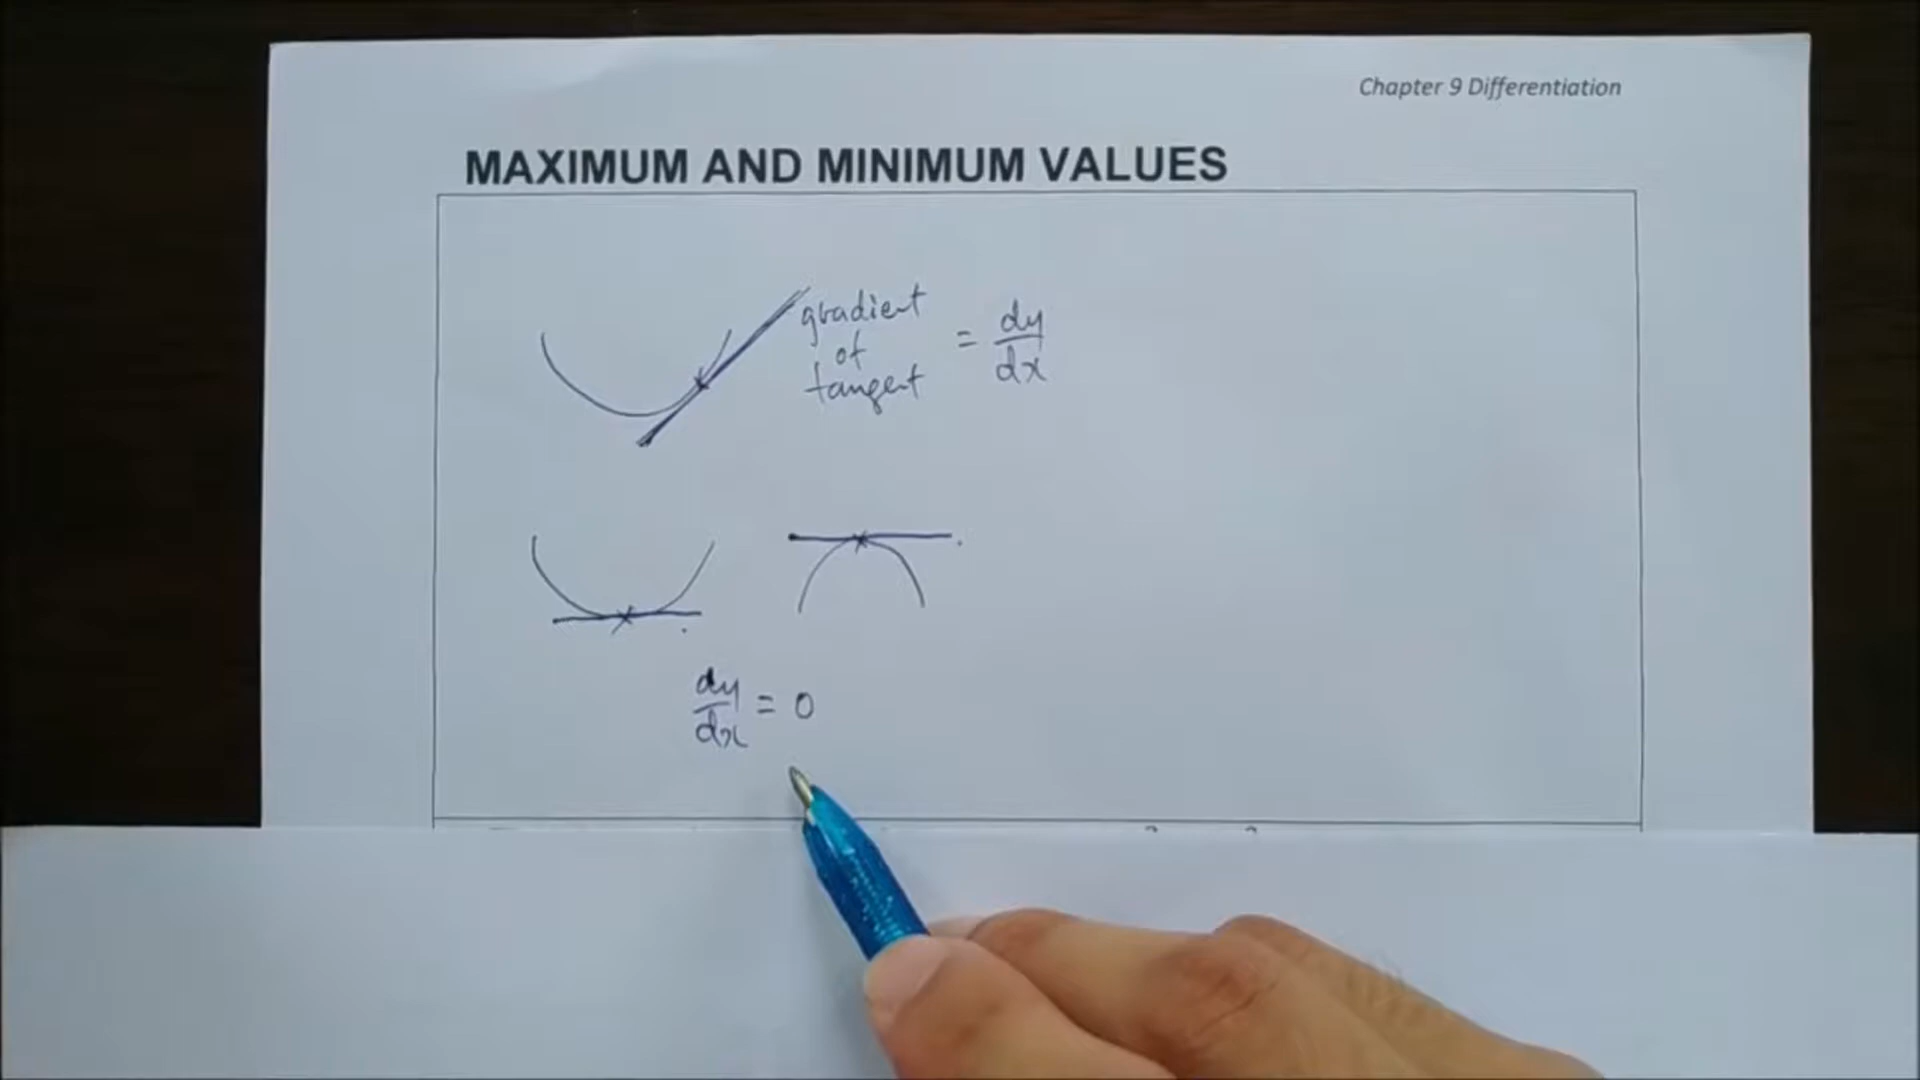 Chapter 9 Differentiation
MAXIMUM AND MINIMUM VALUES
gradient
of
tangent
= dy/dx
dy/dx = 0